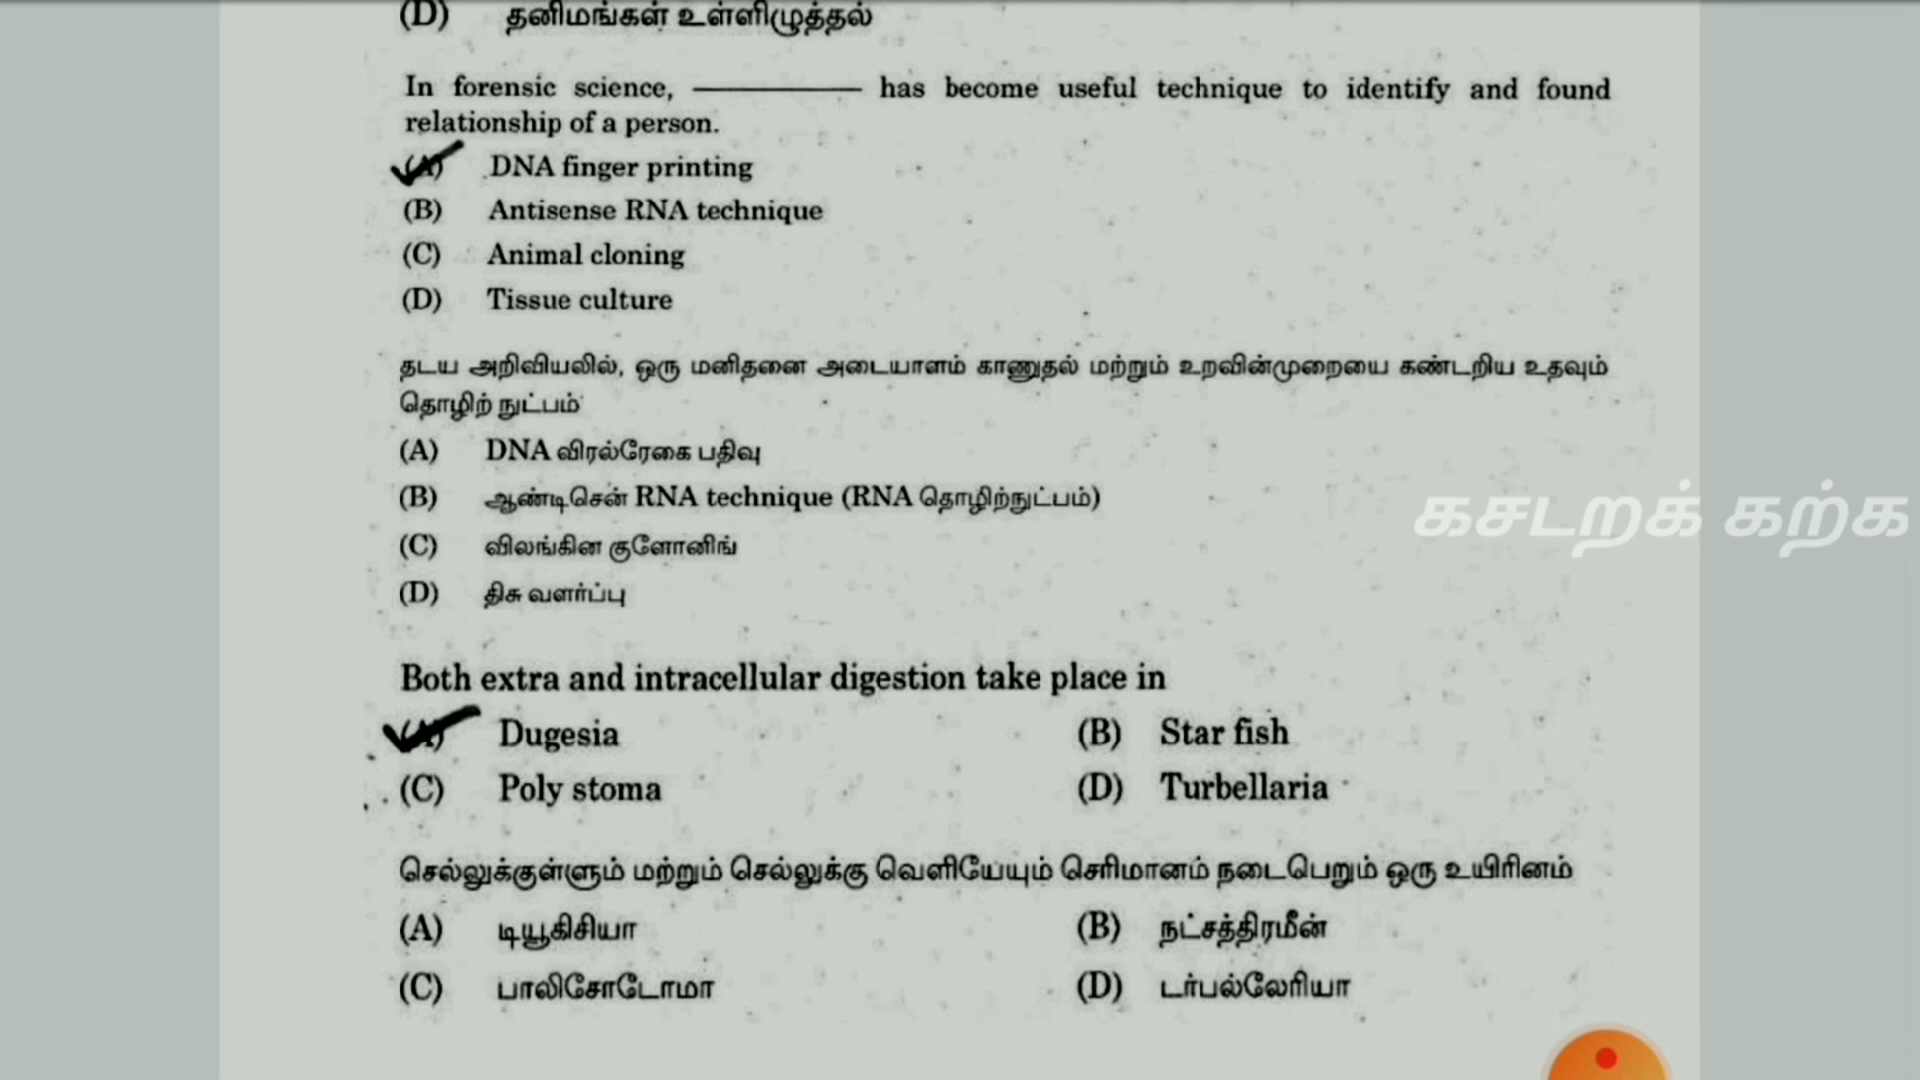 (D) தனிமங்கள் உள்ளிழுத்தல்
In forensic science, ———— has become useful technique to identify and found
relationship of a person.
(A) DNA finger printing
(B) Antisense RNA technique
(C) Animal cloning
(D) Tissue culture
தடய அறிவியலில், ஒரு மனிதனை அடையாளம் காணுதல் மற்றும் உறவின்முறையை கண்டறிய உதவும்
தொழிற் நுட்பம்
(A) DNA விரல்ரேகை பதிவு
(B) ஆண்டிசென் RNA technique (RNA தொழிற்நுட்பம்)
(C) விலங்கின குளோனிங்
(D) திசு வளர்ப்பு
கசடறக் கற்க
Both extra and intracellular digestion take place in
(A) Dugesia (B) Star fish
(C) Poly stoma (D) Turbellaria
செல்லுக்குள்ளும் மற்றும் செல்லுக்கு வெளியேயும் செரிமானம் நடைபெறும் ஒரு உயிரினம்
(A) டியூகிசியா (B) நட்சத்திரமீன்
(C) பாலிசோடோமா (D) டர்பல்லேரியா